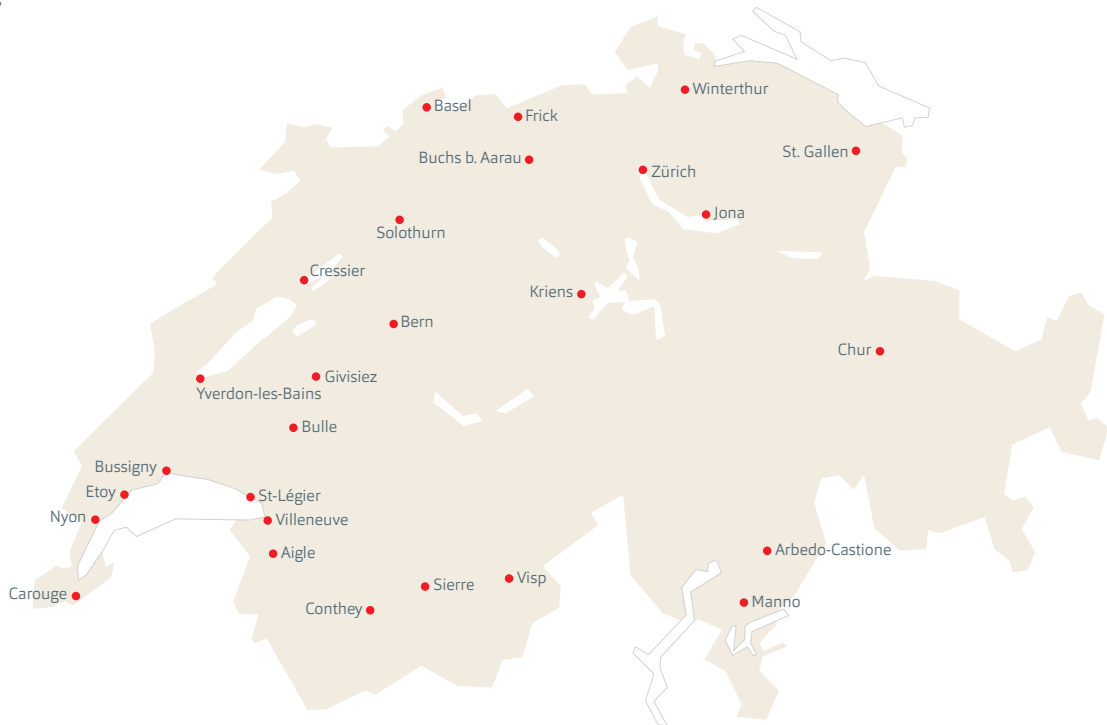 Winterthur
Basel
Frick
St. Gallen
Buchs b. Aarau
Zürich
Jona
Solothurn
Cressier
Kriens
Bern
Chur
Givisiez
Yverdon-les-Bains
Bulle
Bussigny
Etoy
St-Légier
Nyon
Villeneuve
Aigle
Arbedo-Castione
Visp
Sierre
Carouge
Manno
Conthey